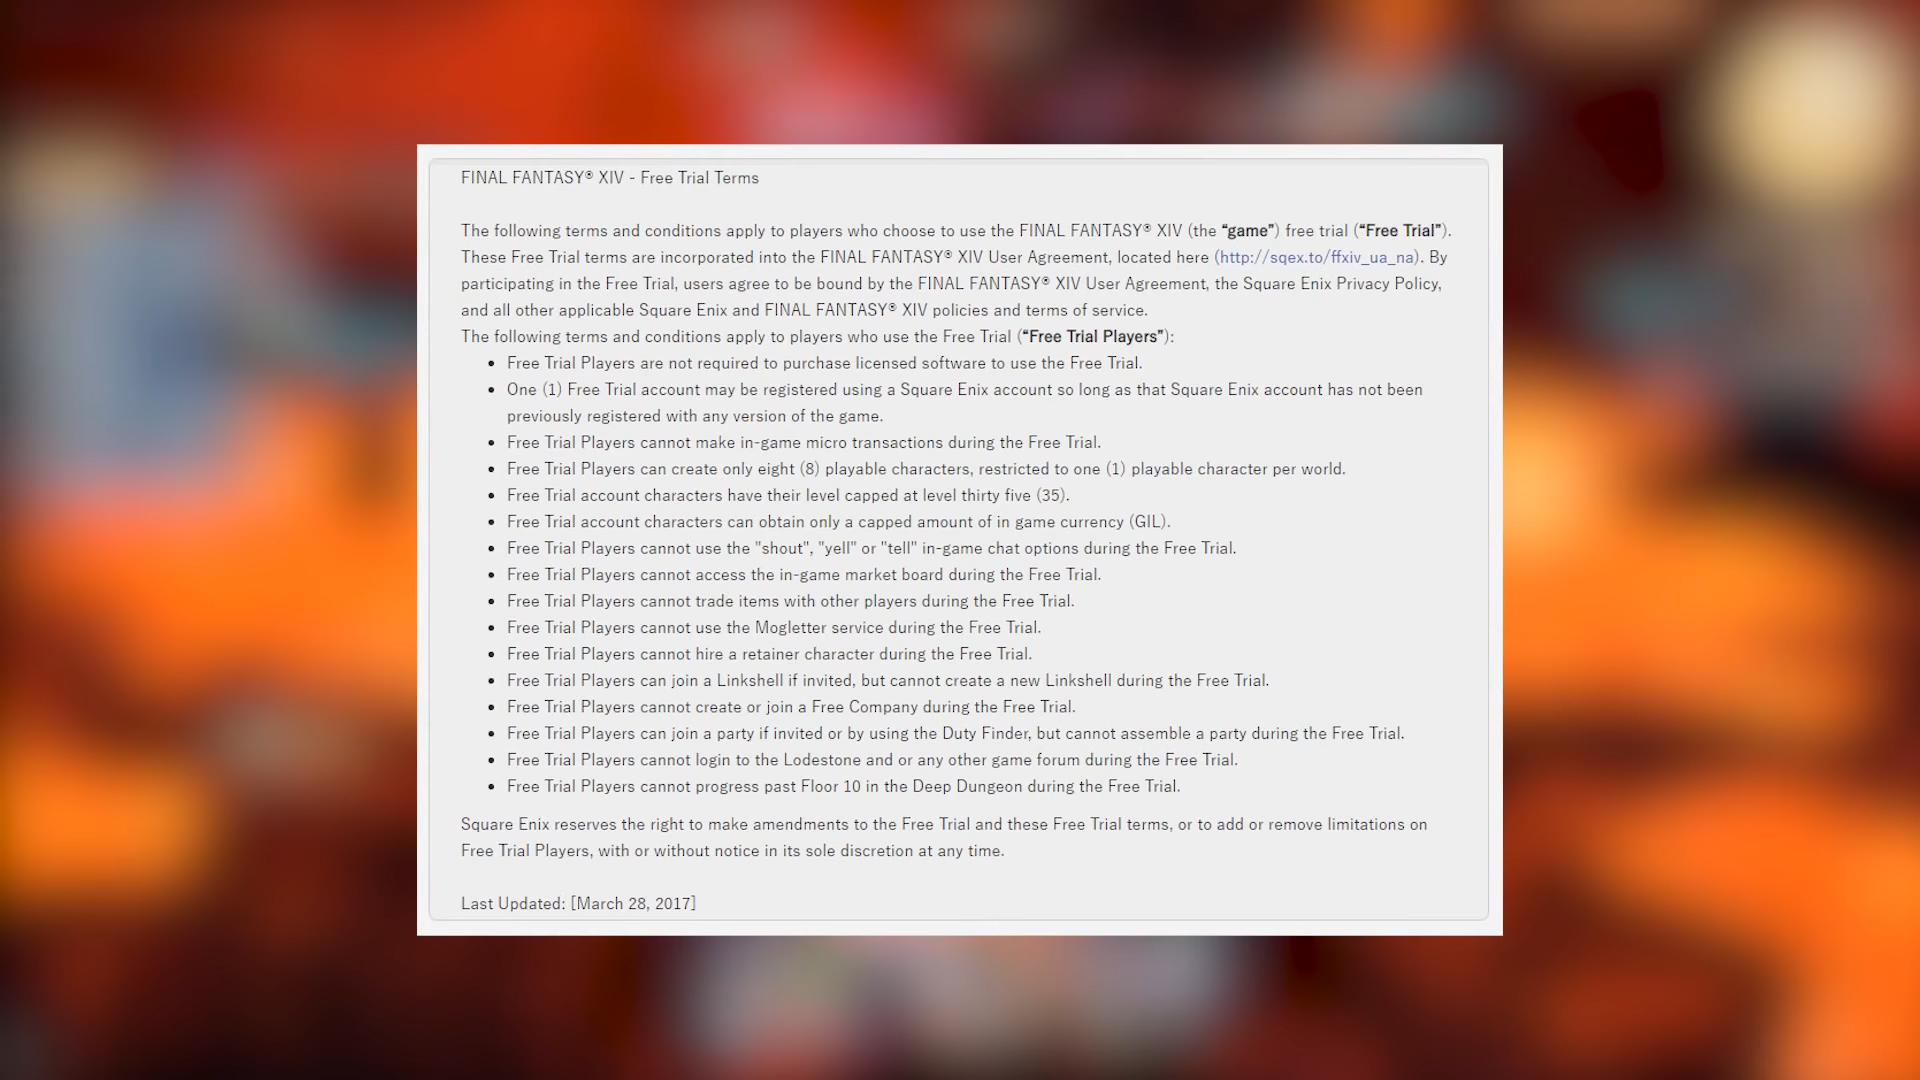 FINAL FANTASY® XIV - Free Trial Terms
The following terms and conditions apply to players who choose to use the FINAL FANTASY® XIV (the “game”) free trial (“Free Trial”).
These Free Trial terms are incorporated into the FINAL FANTASY® XIV User Agreement, located here (http://sqex.to/ffxiv_ua_na). By
participating in the Free Trial, users agree to be bound by the FINAL FANTASY® XIV User Agreement, the Square Enix Privacy Policy,
and all other applicable Square Enix and FINAL FANTASY® XIV policies and terms of service.
The following terms and conditions apply to players who use the Free Trial (“Free Trial Players”):
• Free Trial Players are not required to purchase licensed software to use the Free Trial.
• One (1) Free Trial account may be registered using a Square Enix account so long as that Square Enix account has not been
previously registered with any version of the game.
• Free Trial Players cannot make in-game micro transactions during the Free Trial.
• Free Trial Players can create only eight (8) playable characters, restricted to one (1) playable character per world.
• Free Trial account characters have their level capped at level thirty five (35).
• Free Trial account characters can obtain only a capped amount of in game currency (GIL).
• Free Trial Players cannot use the "shout", "yell" or "tell" in-game chat options during the Free Trial.
• Free Trial Players cannot access the in-game market board during the Free Trial.
• Free Trial Players cannot trade items with other players during the Free Trial.
• Free Trial Players cannot use the Mogletter service during the Free Trial.
• Free Trial Players cannot hire a retainer character during the Free Trial.
• Free Trial Players can join a Linkshell if invited, but cannot create a new Linkshell during the Free Trial.
• Free Trial Players cannot create or join a Free Company during the Free Trial.
• Free Trial Players can join a party if invited or by using the Duty Finder, but cannot assemble a party during the Free Trial.
• Free Trial Players cannot login to the Lodestone and or any other game forum during the Free Trial.
• Free Trial Players cannot progress past Floor 10 in the Deep Dungeon during the Free Trial.
Square Enix reserves the right to make amendments to the Free Trial and these Free Trial terms, or to add or remove limitations on
Free Trial Players, with or without notice in its sole discretion at any time.
Last Updated: [March 28, 2017]